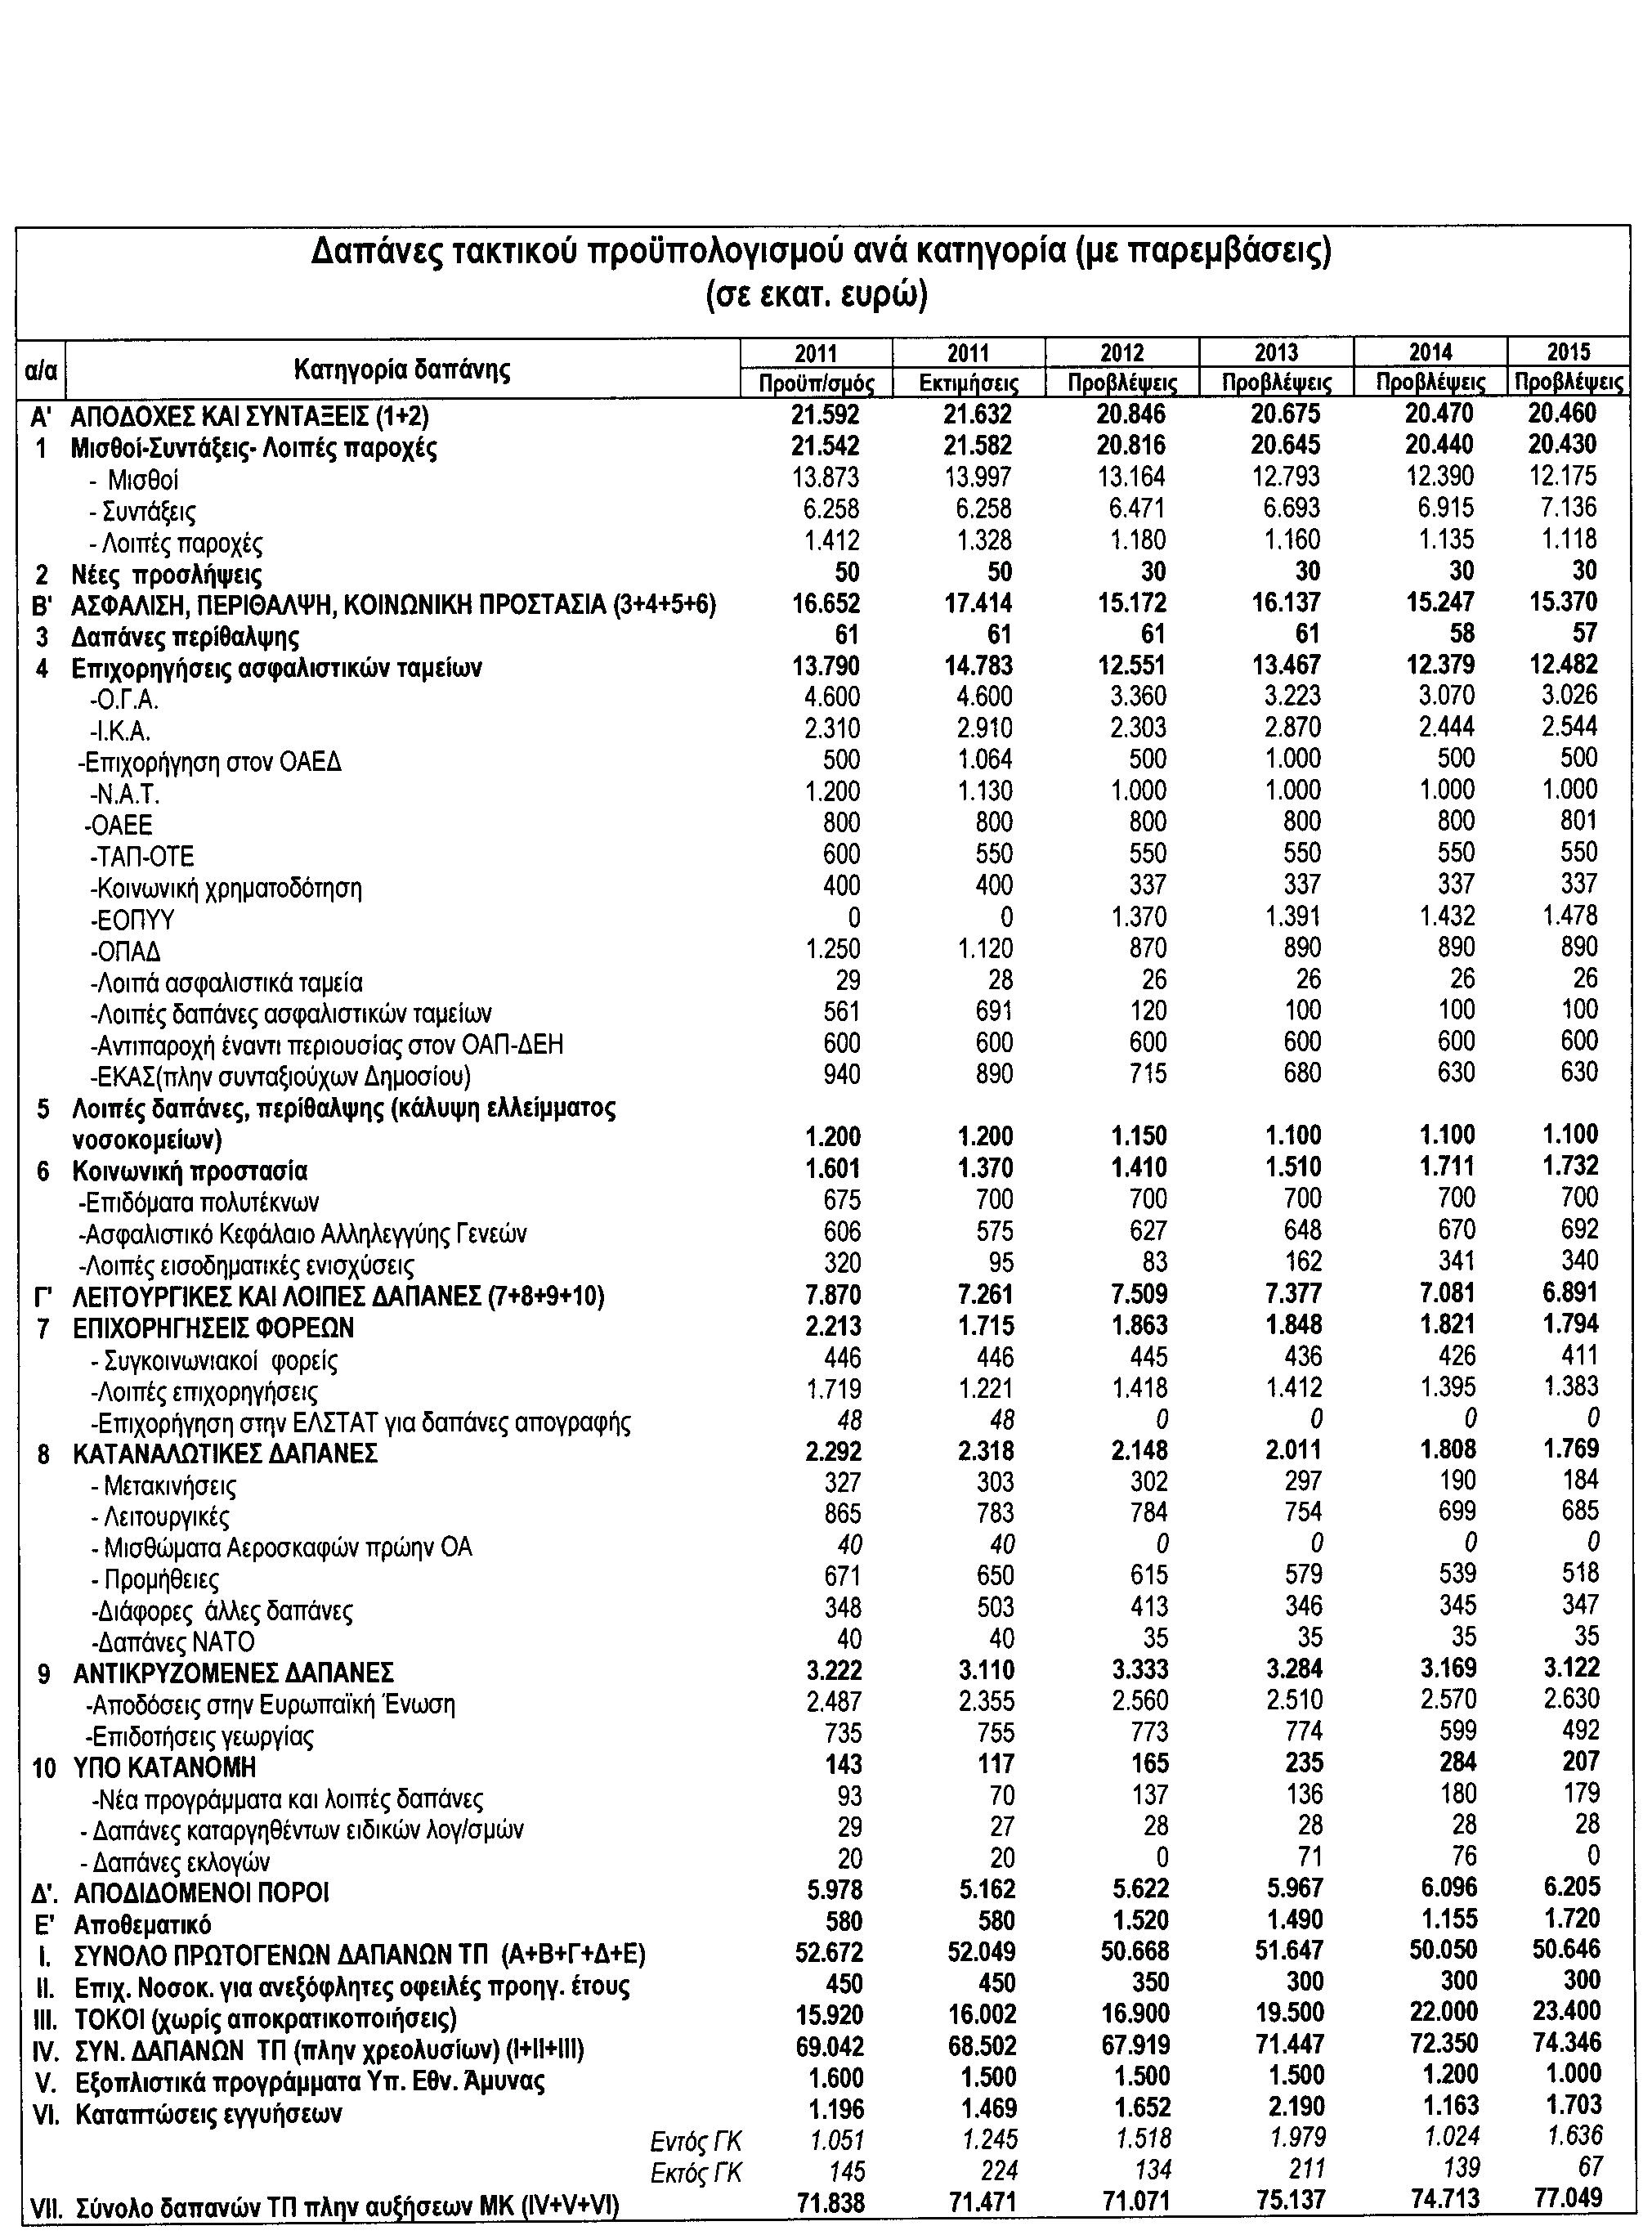 Δαπάνες τακτικού προϋπολογισμού ανά κατηγορία (με παρεμβάσεις)
(σε εκατ. ευρώ)
α/α Κατηγορία δαπάνης 2011 2011 2012 2013 2014 2015
Προϋπ/σμός Εκτιμήσεις Προβλέψεις Προβλέψεις Προβλέψεις Προβλέψεις
Α' ΑΠΟΔΟΧΕΣ ΚΑΙ ΣΥΝΤΑΞΕΙΣ (1+2) 21.592 21.632 20.846 20.675 20.470 20.460
1 Μισθοί-Συντάξεις- Λοιπές παροχές 21.542 21.582 20.816 20.645 20.440 20.430
- Μισθοί 13.873 13.997 13.164 12.793 12.390 12.175
- Συντάξεις 6.258 6.258 6.471 6.693 6.915 7.136
- Λοιπές παροχές 1.412 1.328 1.180 1.160 1.135 1.118
2 Νέες προσλήψεις 50 50 30 30 30 30
Β' ΑΣΦΑΛΙΣΗ, ΠΕΡΙΘΑΛΨΗ, ΚΟΙΝΩΝΙΚΗ ΠΡΟΣΤΑΣΙΑ (3+4+5+6) 16.652 17.414 15.172 16.137 15.247 15.370
3 Δαπάνες περίθαλψης 61 61 61 61 58 57
4 Επιχορηγήσεις ασφαλιστικών ταμείων 13.790 14.783 12.551 13.467 12.379 12.482
-Ο.Γ.Α. 4.600 4.600 3.360 3.223 3.070 3.026
-Ι.Κ.Α. 2.310 2.910 2.303 2.870 2.444 2.544
-Επιχορήγηση στον ΟΑΕΔ 500 1.064 500 1.000 500 500
-Ν.Α.Τ. 1.200 1.130 1.000 1.000 1.000 1.000
-ΟΑΕΕ 800 800 800 800 800 801
-ΤΑΠ-ΟΤΕ 600 550 550 550 550 550
-Κοινωνική χρηματοδότηση 400 400 337 337 337 337
-ΕΟΠΥΥ 0 0 1.370 1.391 1.432 1.478
-ΟΠΑΔ 1.250 1.120 870 890 890 890
-Λοιπά ασφαλιστικά ταμεία 29 28 26 26 26 26
-Λοιπές δαπάνες ασφαλιστικών ταμείων 561 691 120 100 100 100
-Αντιπαροχή έναντι περιουσίας στον ΟΑΠ-ΔΕΗ 600 600 600 600 600 600
-ΕΚΑΣ(πλην συνταξιούχων Δημοσίου) 940 890 715 680 630 630
5 Λοιπές δαπάνες, περίθαλψης (κάλυψη ελλείμματος
νοσοκομείων) 1.200 1.200 1.150 1.100 1.100 1.100
6 Κοινωνική προστασία 1.601 1.370 1.410 1.510 1.711 1.732
-Επιδόματα πολυτέκνων 675 700 700 700 700 700
-Ασφαλιστικό Κεφάλαιο Αλληλεγγύης Γενεών 606 575 627 648 670 692
-Λοιπές εισοδηματικές ενισχύσεις 320 95 83 162 341 340
Γ' ΛΕΙΤΟΥΡΓΙΚΕΣ ΚΑΙ ΛΟΙΠΕΣ ΔΑΠΑΝΕΣ (7+8+9+10) 7.870 7.261 7.509 7.377 7.081 6.891
7 ΕΠΙΧΟΡΗΓΗΣΕΙΣ ΦΟΡΕΩΝ 2.213 1.715 1.863 1.848 1.821 1.794
- Συγκοινωνιακοί φορείς 446 446 445 436 426 411
-Λοιπές επιχορηγήσεις 1.719 1.221 1.418 1.412 1.395 1.383
-Επιχορήγηση στην ΕΛΣΤΑΤ για δαπάνες απογραφής 48 48 0 0 0 0
8 ΚΑΤΑΝΑΛΩΤΙΚΕΣ ΔΑΠΑΝΕΣ 2.292 2.318 2.148 2.011 1.808 1.769
- Μετακινήσεις 327 303 302 297 190 184
- Λειτουργικές 865 783 784 754 699 685
- Μισθώματα Αεροσκαφών πρώην ΟΑ 40 40 0 0 0 0
- Προμήθειες 671 650 615 579 539 518
-Διάφορες άλλες δαπάνες 348 503 413 346 345 347
-Δαπάνες ΝΑΤΟ 40 40 35 35 35 35
9 ΑΝΤΙΚΡΥΖΟΜΕΝΕΣ ΔΑΠΑΝΕΣ 3.222 3.110 3.333 3.284 3.169 3.122
-Αποδόσεις στην Ευρωπαϊκή Ένωση 2.487 2.355 2.560 2.510 2.570 2.630
-Επιδοτήσεις γεωργίας 735 755 773 774 599 492
10 ΥΠΟ ΚΑΤΑΝΟΜΗ 143 117 165 235 284 207
-Νέα προγράμματα και λοιπές δαπάνες 93 70 137 136 180 179
- Δαπάνες καταργηθέντων ειδικών λογ/σμών 29 27 28 28 28 28
- Δαπάνες εκλογών 20 20 0 71 76 0
Δ'. ΑΠΟΔΙΔΟΜΕΝΟΙ ΠΟΡΟΙ 5.978 5.162 5.622 5.967 6.096 6.205
Ε' Αποθεματικό 580 580 1.520 1.490 1.155 1.720
Ι. ΣΥΝΟΛΟ ΠΡΩΤΟΓΕΝΩΝ ΔΑΠΑΝΩΝ ΤΠ (Α+Β+Γ+Δ+Ε) 52.672 52.049 50.668 51.647 50.050 50.646
ΙΙ. Επιχ. Νοσοκ. για ανεξόφλητες οφειλές προηγ. έτους 450 450 350 300 300 300
ΙΙΙ. ΤΟΚΟΙ (χωρίς αποκρατικοποιήσεις) 15.920 16.002 16.900 19.500 22.000 23.400
IV. ΣΥΝ. ΔΑΠΑΝΩΝ ΤΠ (πλην χρεολυσίων) (Ι+ΙΙ+ΙΙΙ) 69.042 68.502 67.919 71.447 72.350 74.346
V. Εξοπλιστικά προγράμματα Υπ. Εθν. Άμυνας 1.600 1.500 1.500 1.500 1.200 1.000
VI. Καταπτώσεις εγγυήσεων 1.196 1.469 1.652 2.190 1.163 1.703
Εντός ΓΚ 1.051 1.245 1.518 1.979 1.024 1.636
Εκτός ΓΚ 145 224 134 211 139 67
VII. Σύνολο δαπανών ΤΠ πλην αυξήσεων ΜΚ (IV+V+VI) 71.838 71.471 71.071 75.137 74.713 77.049